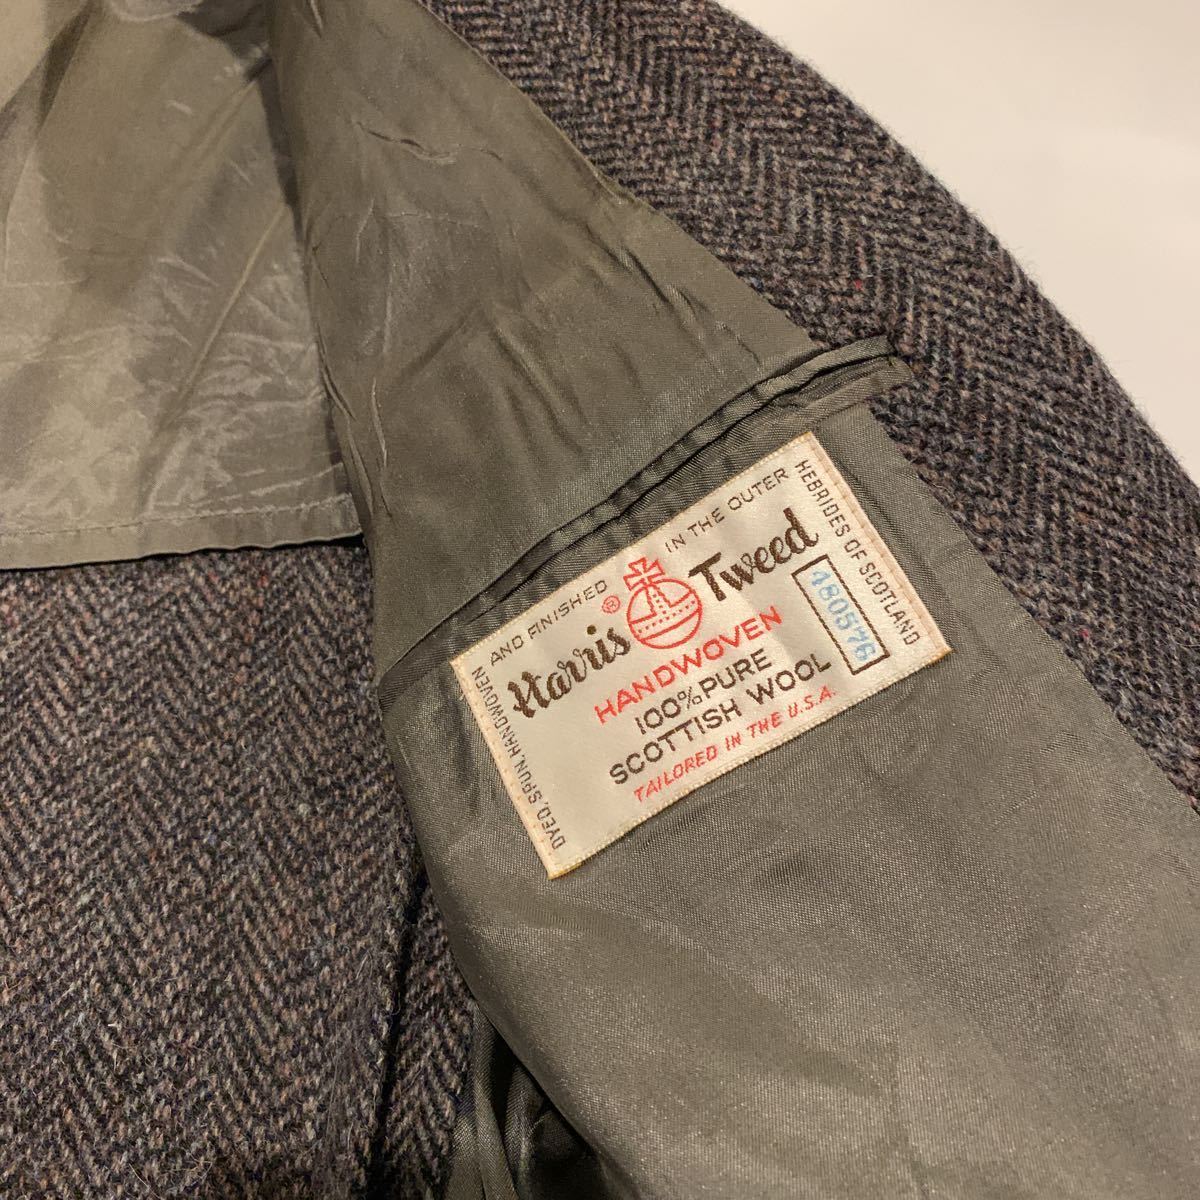 DYED, SPUN, HANDWOVEN
AND FINISHED IN THE OUTER
HEBRIDES OF SCOTLAND
Harris ® Tweed
HANDWOVEN
100% PURE
SCOTTISH WOOL
TAILORED IN THE U.S.A.
480576